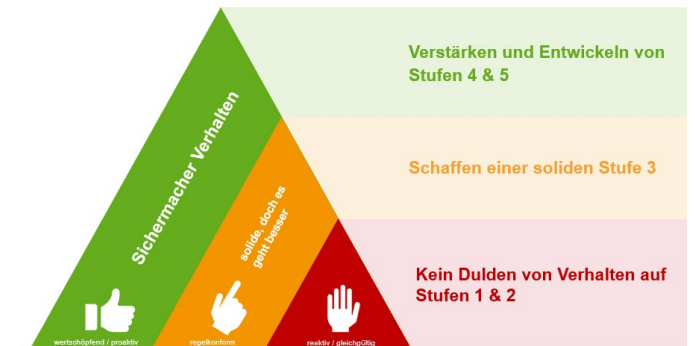 Verstärken und Entwickeln von
Stufen 4 & 5
Schaffen einer soliden Stufe 3
Kein Dulden von Verhalten auf
Stufen 1 & 2
Sichermacher Verhalten
solide, doch es
geht besser
wertschöpfend / proaktiv
regelkonform
reaktiv / gleichgültig